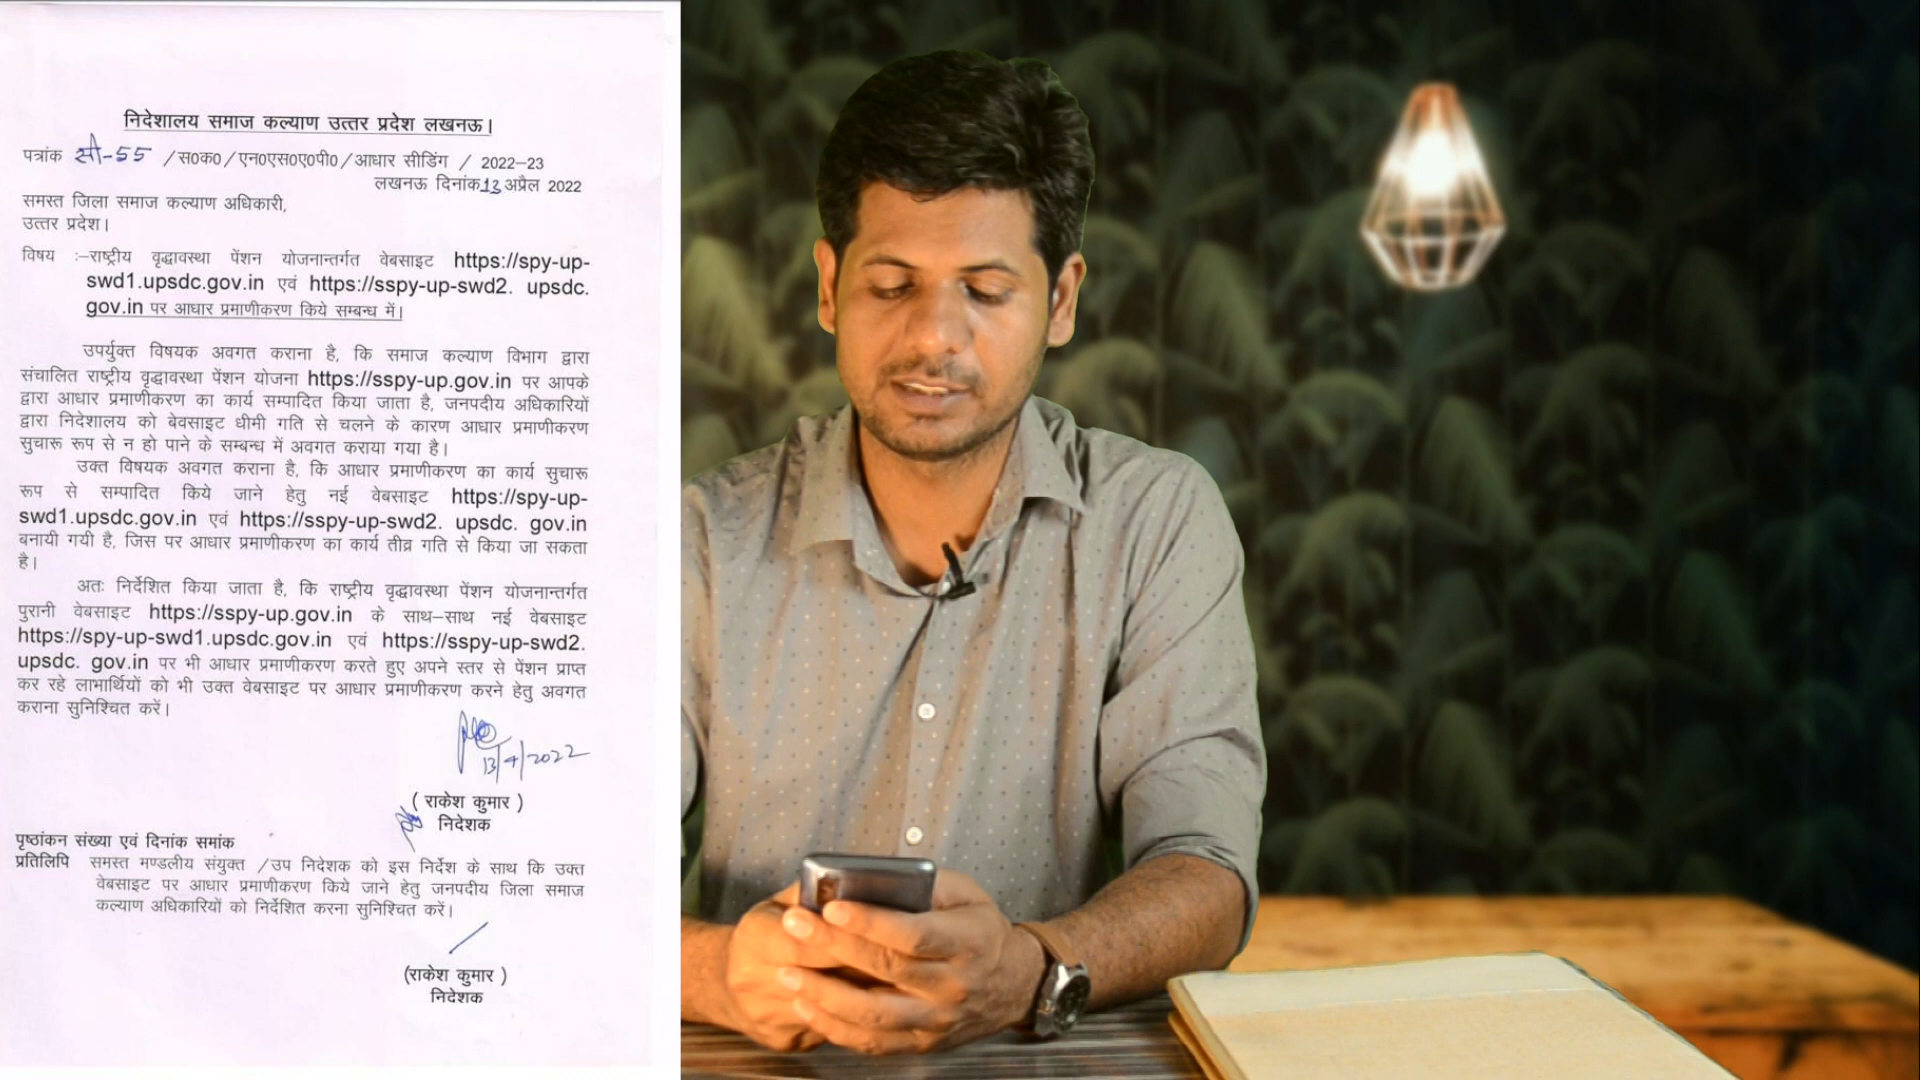 निदेशालय समाज कल्याण उत्तर प्रदेश लखनऊ।
पत्रांक सी-55 /स0क0/एन0एस0ए0पी0/आधार सीडिंग / 2022-23
लखनऊ दिनांक 13 अप्रैल 2022
समस्त जिला समाज कल्याण अधिकारी,
उत्तर प्रदेश।
विषय :-राष्ट्रीय वृद्धावस्था पेंशन योजनान्तर्गत वेबसाइट https://spy-up-
swd1.upsdc.gov.in एवं https://sspy-up-swd2. upsdc.
gov.in पर आधार प्रमाणीकरण किये सम्बन्ध में।
उपर्युक्त विषयक अवगत कराना है, कि समाज कल्याण विभाग द्वारा
संचालित राष्ट्रीय वृद्धावस्था पेंशन योजना https://sspy-up.gov.in पर आपके
द्वारा आधार प्रमाणीकरण का कार्य सम्पादित किया जाता है, जनपदीय अधिकारियों
द्वारा निदेशालय को बेवसाइट धीमी गति से चलने के कारण आधार प्रमाणीकरण
सुचारू रूप से न हो पाने के सम्बन्ध में अवगत कराया गया है।
उक्त विषयक अवगत कराना है, कि आधार प्रमाणीकरण का कार्य सुचारू
रूप से सम्पादित किये जाने हेतु नई वेबसाइट https://spy-up-
swd1.upsdc.gov.in एवं https://sspy-up-swd2. upsdc. gov.in
बनायी गयी है, जिस पर आधार प्रमाणीकरण का कार्य तीव्र गति से किया जा सकता
है।
अतः निर्देशित किया जाता है, कि राष्ट्रीय वृद्धावस्था पेंशन योजनान्तर्गत
पुरानी वेबसाइट https://sspy-up.gov.in के साथ-साथ नई वेबसाइट
https://spy-up-swd1.upsdc.gov.in एवं https://sspy-up-swd2.
upsdc. gov.in पर भी आधार प्रमाणीकरण करते हुए अपने स्तर से पेंशन प्राप्त
कर रहे लाभार्थियों को भी उक्त वेबसाइट पर आधार प्रमाणीकरण करने हेतु अवगत
कराना सुनिश्चित करें।
13/4/2022
( राकेश कुमार )
निदेशक
पृष्ठांकन संख्या एवं दिनांक समांक
प्रतिलिपि समस्त मण्डलीय संयुक्त /उप निदेशक को इस निर्देश के साथ कि उक्त
वेबसाइट पर आधार प्रमाणीकरण किये जाने हेतु जनपदीय जिला समाज
कल्याण अधिकारियों को निर्देशित करना सुनिश्चित करें।
(राकेश कुमार )
निदेशक